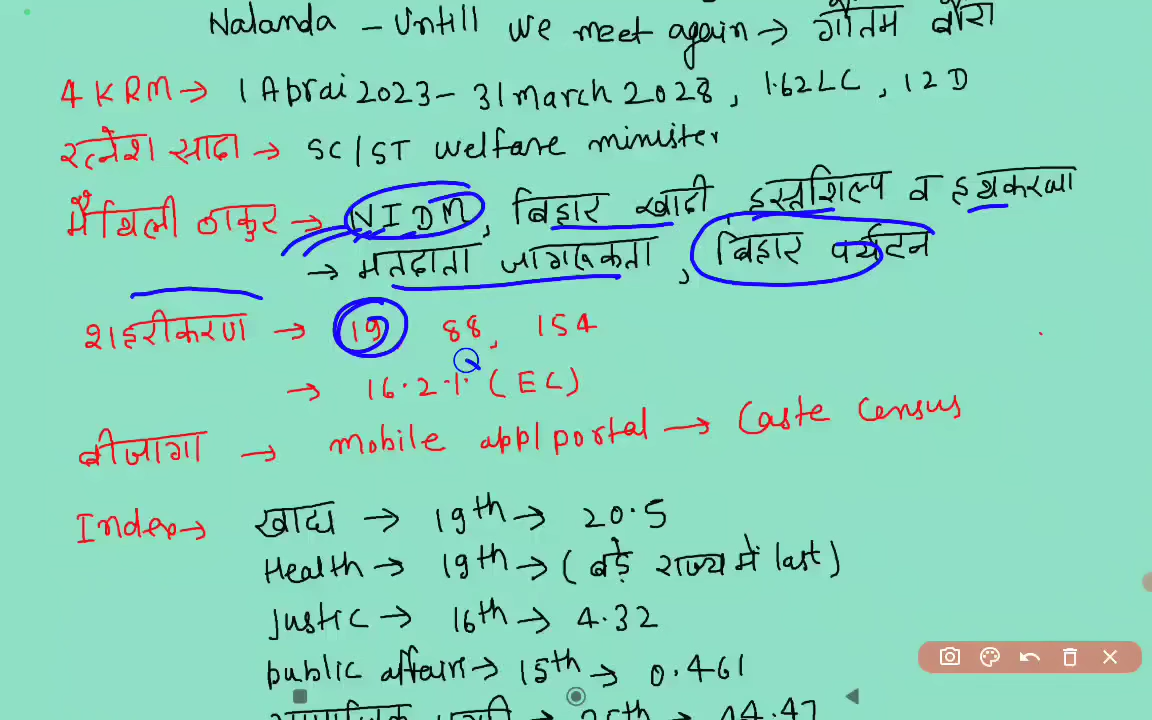 Nalanda - Untill we meet again → गौतम बौरा
4 KRM → 1 Aprai 2023 - 31 march 2028, 1.62 LC, 12 D
रत्नेश सादा → SC/ST welfare minister
मैथिली ठाकुर → NIDM, बिहार खादी, हस्तशिल्प व हथकरघा
→ मतदाता जागरूकता, बिहार पर्यटन
शहरीकरण → 19 88, 154
→ 16.2.1. (EC)
बीजागा → mobile app/portal → Caste Census
Index → खाद्य → 19th → 20.5
Health → 19th → (बड़े राज्य में last)
Justic → 16th → 4.32
public affairs → 15th → 0.461